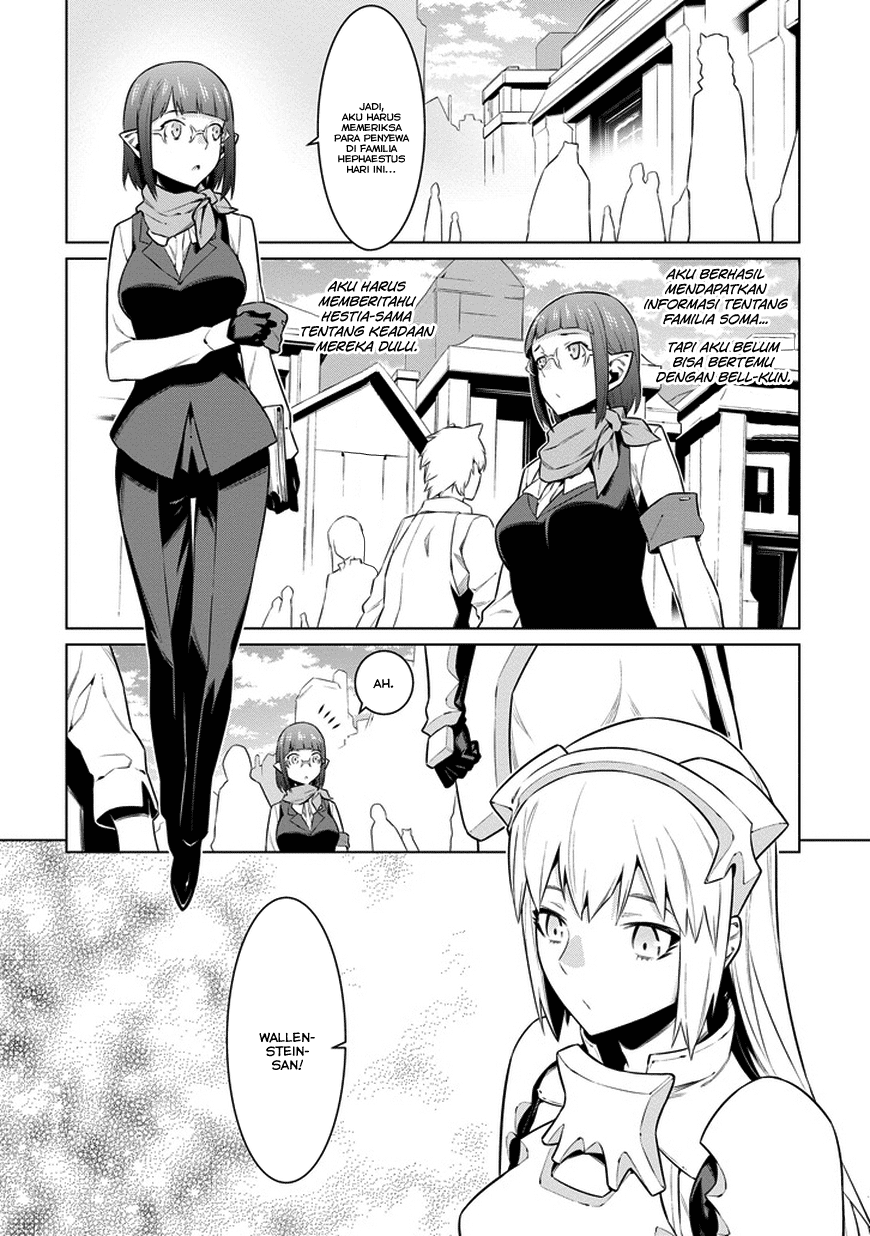 JADI,
AKU HARUS
MEMERIKSA
PARA PENYEWA
DI FAMILIA
HEPHAESTUS
HARI INI...
AKU BERHASIL
MENDAPATKAN
INFORMASI TENTANG
FAMILIA SOMA...
TAPI AKU BELUM
BISA BERTEMU
DENGAN BELL-KUN.
AKU HARUS
MEMBERITAHU
HESTIA-SAMA
TENTANG KEADAAN
MEREKA DULU.
AH.
WALLEN-
STEIN-
SAN!